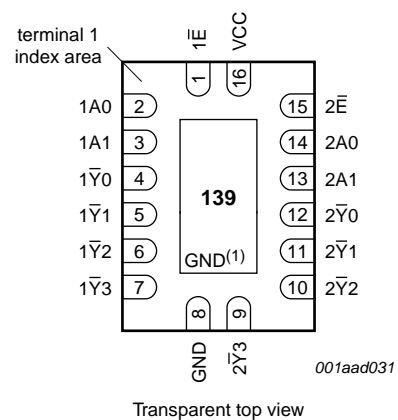 terminal 1
index area
1E̅
VCC
1
16
1A0 2
15 2E̅
1A1 3
14 2A0
1Y̅0 4
13 2A1
1Y̅1 5
139
12 2Y̅0
1Y̅2 6
11 2Y̅1
GND(1)
1Y̅3 7
10 2Y̅2
8
9
GND
2Y̅3
001aad031
Transparent top view